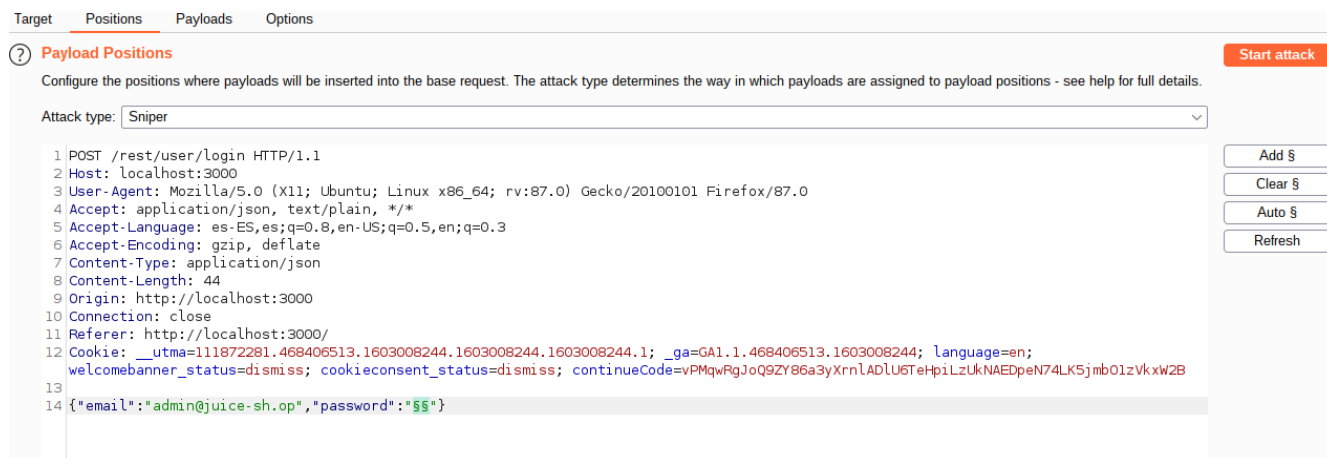 Target Positions Payloads Options
? Payload Positions
Start attack
Configure the positions where payloads will be inserted into the base request. The attack type determines the way in which payloads are assigned to payload positions - see help for full details.
Attack type: Sniper
1 POST /rest/user/login HTTP/1.1
2 Host: localhost:3000
3 User-Agent: Mozilla/5.0 (X11; Ubuntu; Linux x86_64; rv:87.0) Gecko/20100101 Firefox/87.0
4 Accept: application/json, text/plain, */*
5 Accept-Language: es-ES,es;q=0.8,en-US;q=0.5,en;q=0.3
6 Accept-Encoding: gzip, deflate
7 Content-Type: application/json
8 Content-Length: 44
9 Origin: http://localhost:3000
10 Connection: close
11 Referer: http://localhost:3000/
12 Cookie: __utma=111872281.468406513.1603008244.1603008244.1603008244.1; _ga=GA1.1.468406513.1603008244; language=en;
welcomebanner_status=dismiss; cookieconsent_status=dismiss; continueCode=vPMqwRgJoQ9ZY86a3yXrnlADlU6TeHpiLzUkNAEDpeN74LK5jmbO1zVkxW2B
13
14 {"email":"admin@juice-sh.op","password":"§§"}
Add §
Clear §
Auto §
Refresh